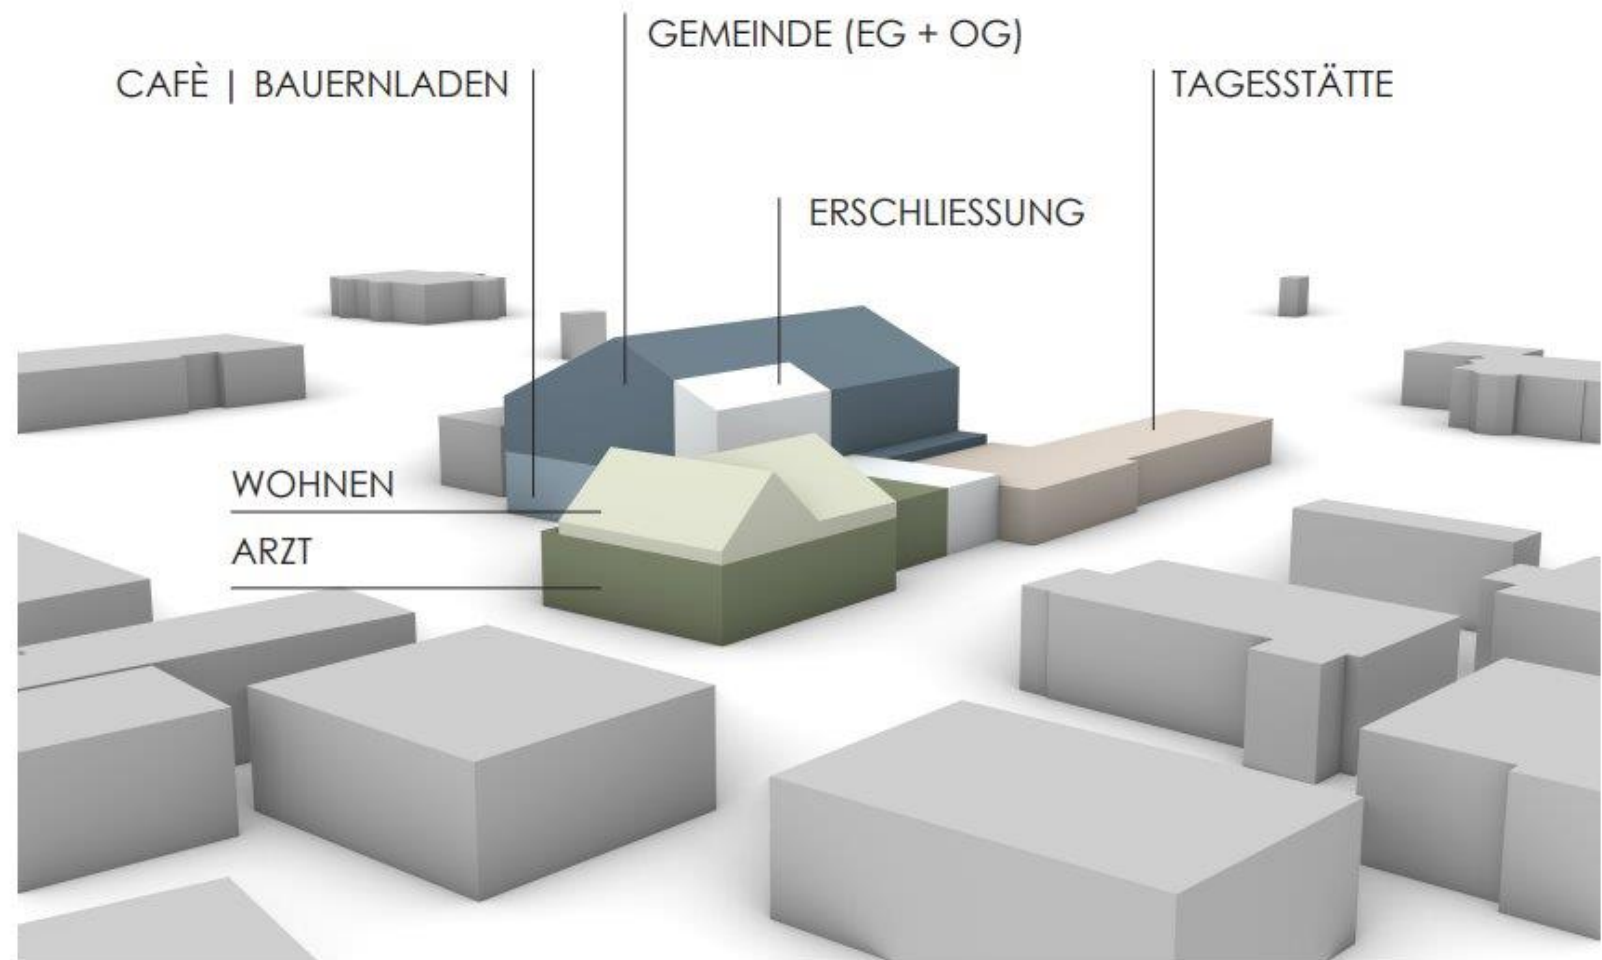 GEMEINDE (EG + OG)
CAFÈ | BAUERNLADEN
TAGESSTÄTTE
ERSCHLIESSUNG
WOHNEN
ARZT